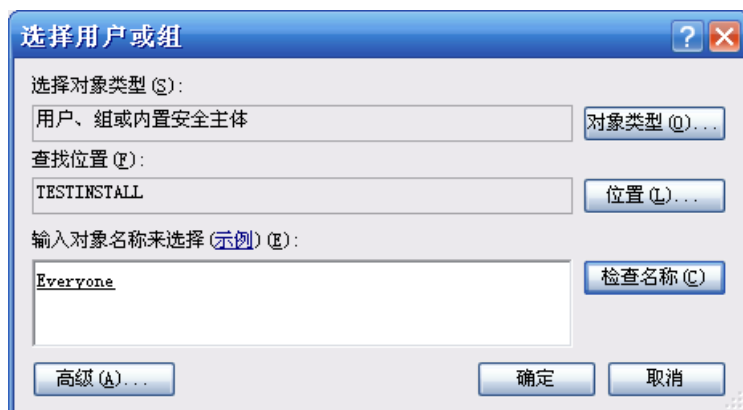 选择用户或组
选择对象类型(S):
用户、组或内置安全主体
对象类型(O)...
查找位置(F):
TESTINSTALL
位置(L)...
输入对象名称来选择(示例)(E):
Everyone
检查名称(C)
高级(A)...
确定
取消